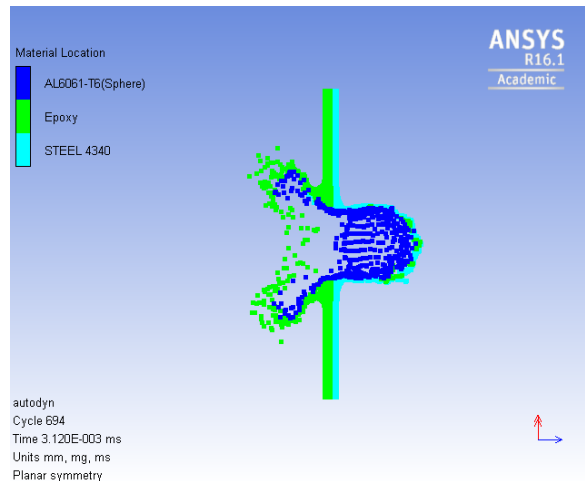 Material Location
AL6061-T6(Sphere)
Epoxy
STEEL 4340
ANSYS
R16.1
Academic
autodyn
Cycle 694
Time 3.120E-003 ms
Units mm, mg, ms
Planar symmetry